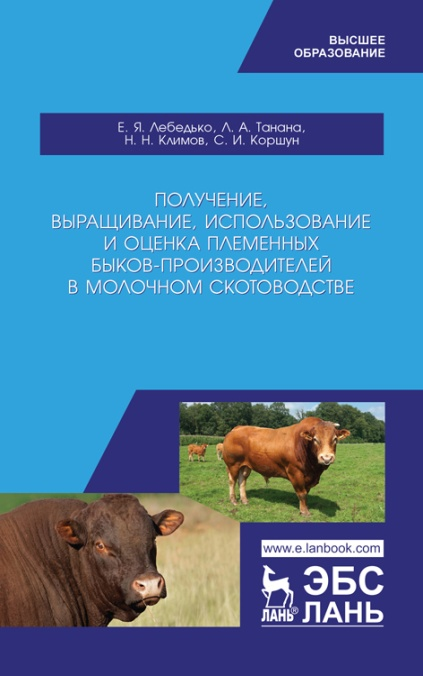 ВЫСШЕЕ
ОБРАЗОВАНИЕ
Е. Я. Лебедько, Л. А. Танана,
Н. Н. Климов, С. И. Коршун
ПОЛУЧЕНИЕ,
ВЫРАЩИВАНИЕ, ИСПОЛЬЗОВАНИЕ
И ОЦЕНКА ПЛЕМЕННЫХ
БЫКОВ-ПРОИЗВОДИТЕЛЕЙ
В МОЛОЧНОМ СКОТОВОДСТВЕ
www.e.lanbook.com
ЛАНЬ®
ЭБС
ЛАНЬ